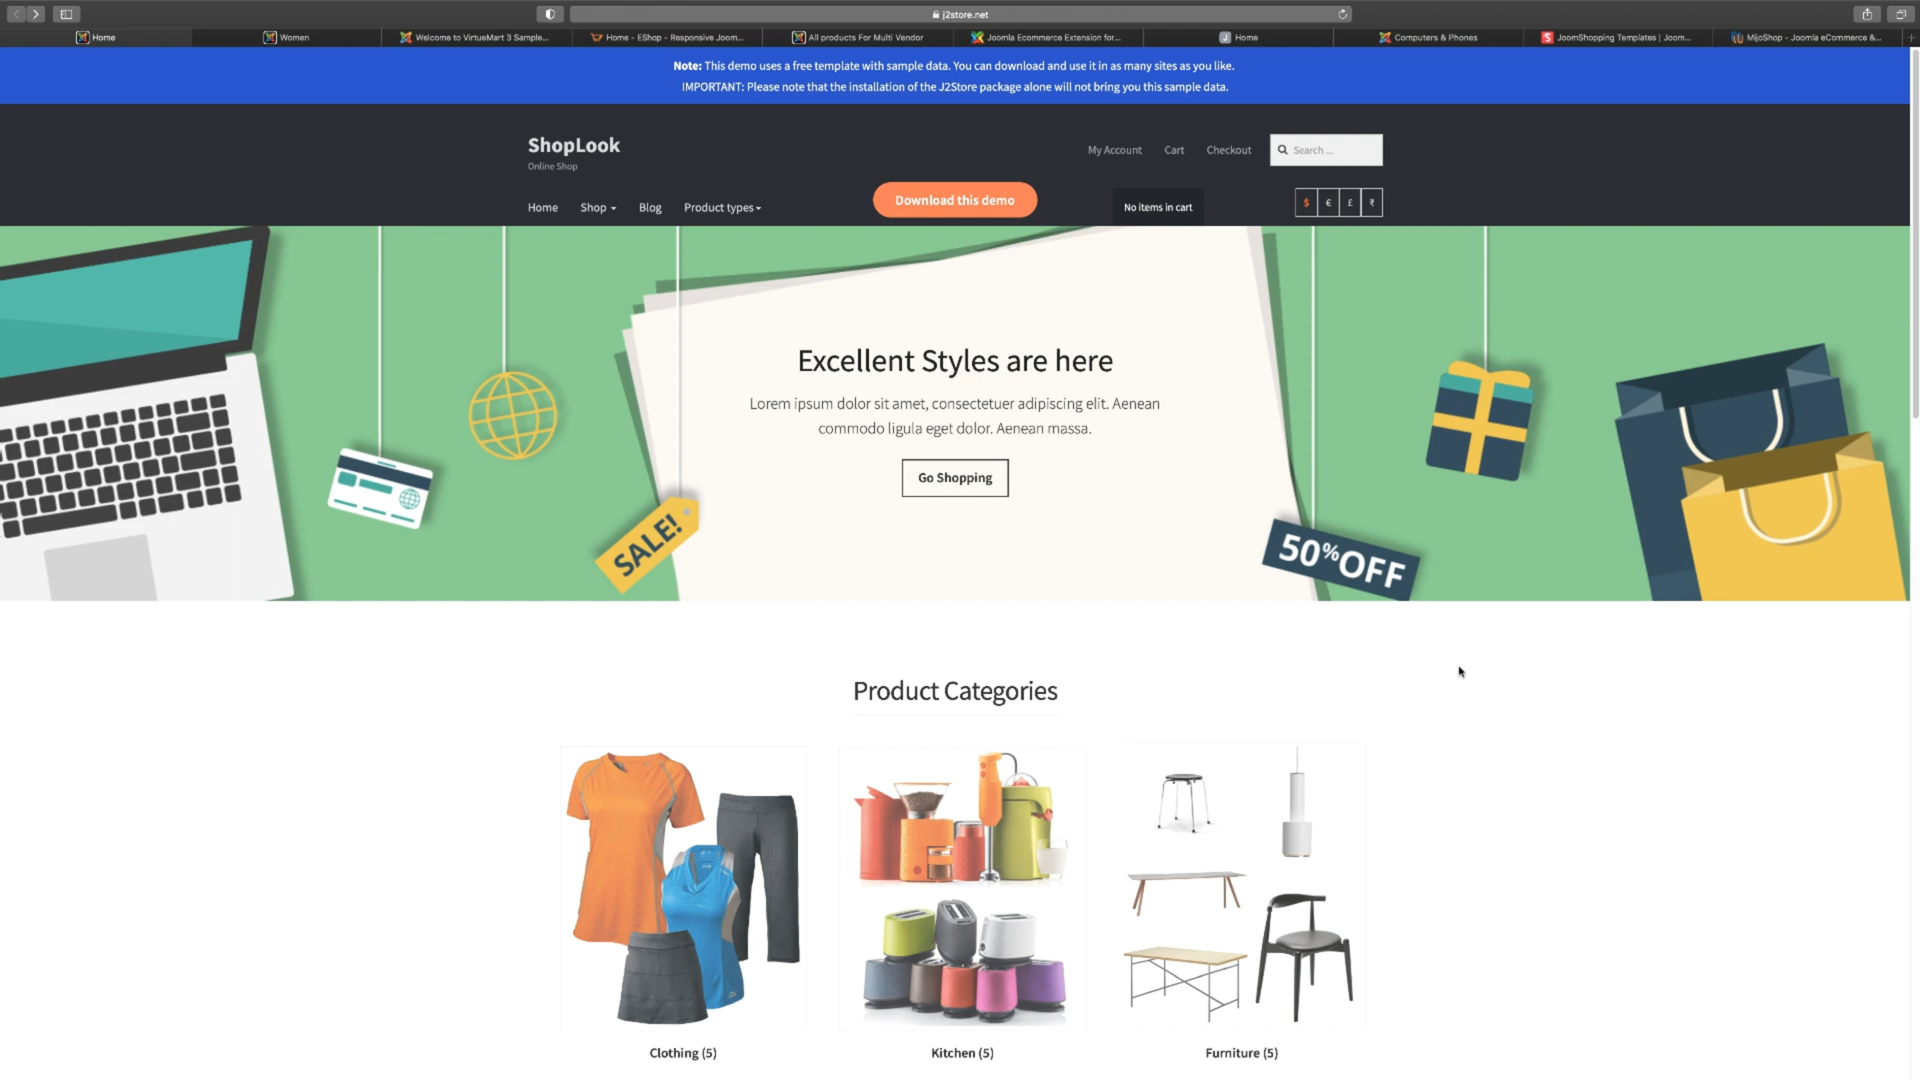 j2store.net
Home
Women
Welcome to VirtueMart 3 Sample...
Home - EShop - Responsive Joom...
All products For Multi Vendor
Joomla Ecommerce Extension for...
Home
Computers & Phones
JoomShopping Templates | Joom...
MijoShop - Joomla eCommerce &...
Note: This demo uses a free template with sample data. You can download and use it in as many sites as you like.
IMPORTANT: Please note that the installation of the J2Store package alone will not bring you this sample data.
ShopLook
Online Shop
My Account
Cart
Checkout
Search ...
Home
Shop
Blog
Product types
Download this demo
No items in cart
$ € £ ₹
Excellent Styles are here
Lorem ipsum dolor sit amet, consectetuer adipiscing elit. Aenean
commodo ligula eget dolor. Aenean massa.
Go Shopping
SALE!
50%OFF
Product Categories
Clothing (5)
Kitchen (5)
Furniture (5)